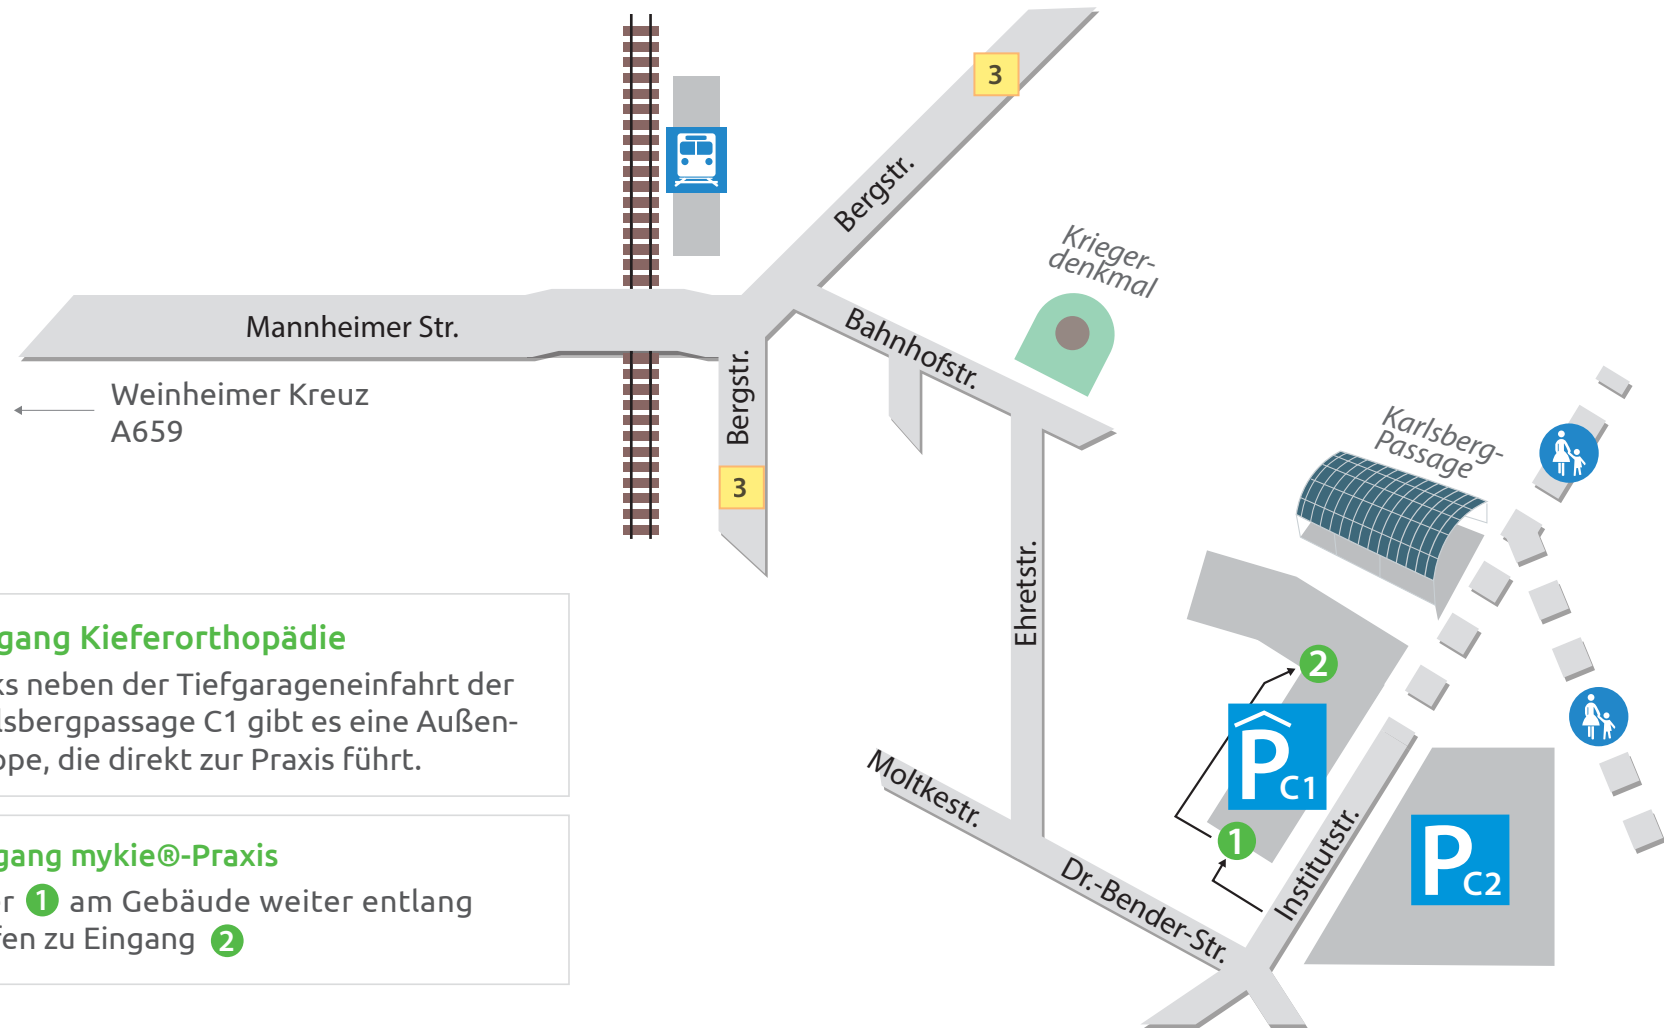 3
Bergstr.
Krieger-
denkmal
Mannheimer Str.
Bahnhofstr.
Bergstr.
Weinheimer Kreuz
A659
3
Karlsberg-
Passage
Ehretstr.
gang Kieferorthopädie
ks neben der Tiefgarageneinfahrt der
lsbergpassage C1 gibt es eine Außen-
ppe, die direkt zur Praxis führt.
2
P C1
Moltkestr.
1
Institutstr.
P C2
Dr.-Bender-Str.
gang mykie®-Praxis
er 1 am Gebäude weiter entlang
fen zu Eingang 2